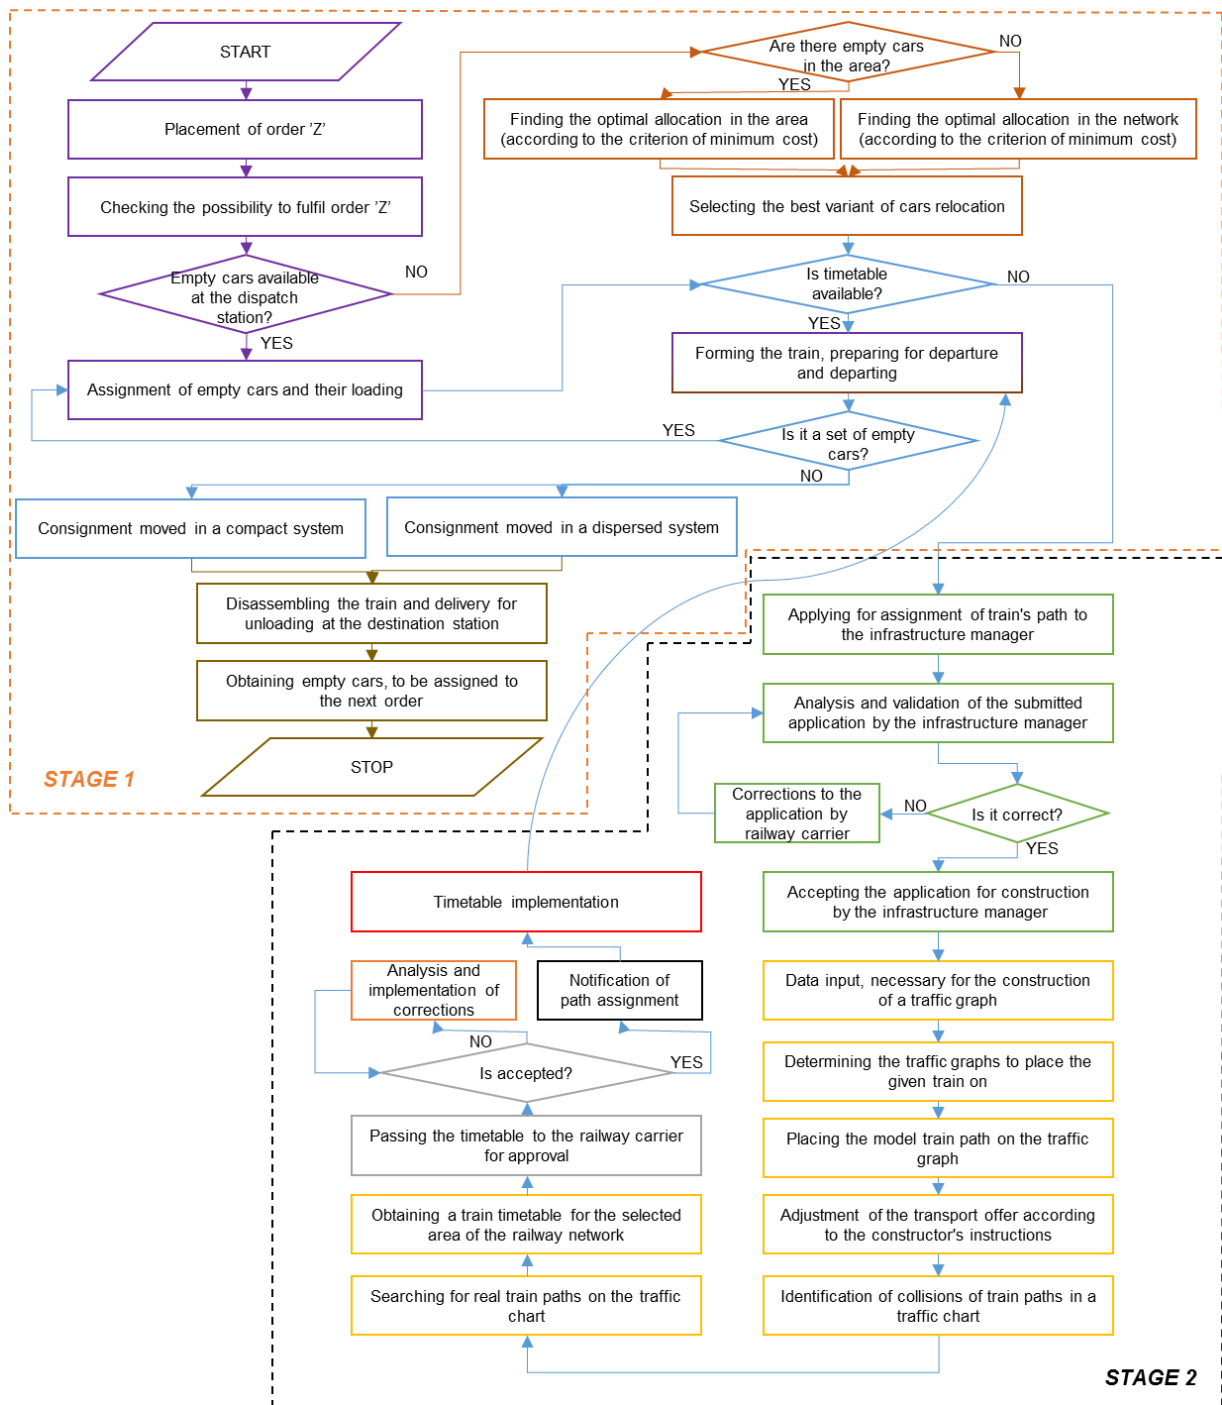 START
Placement of order 'Z'
Checking the possibility to fulfil order 'Z'
Empty cars available
at the dispatch
station?
NO
YES
Assignment of empty cars and their loading
Are there empty cars
in the area?
NO
YES
Finding the optimal allocation in the area
(according to the criterion of minimum cost)
Finding the optimal allocation in the network
(according to the criterion of minimum cost)
Selecting the best variant of cars relocation
Is timetable
available?
NO
YES
Forming the train, preparing for departure
and departing
Is it a set of empty
cars?
YES
NO
Consignment moved in a compact system
Consignment moved in a dispersed system
Disassembling the train and delivery for
unloading at the destination station
Obtaining empty cars, to be assigned to
the next order
STOP
STAGE 1
Applying for assignment of train's path to
the infrastructure manager
Analysis and validation of the submitted
application by the infrastructure manager
Corrections to the
application by
railway carrier
NO
Is it correct?
YES
Accepting the application for construction
by the infrastructure manager
Data input, necessary for the construction
of a traffic graph
Determining the traffic graphs to place the
given train on
Placing the model train path on the traffic
graph
Adjustment of the transport offer according
to the constructor's instructions
Identification of collisions of train paths in a
traffic chart
Timetable implementation
Analysis and
implementation of
corrections
Notification of
path assignment
NO
YES
Is accepted?
Passing the timetable to the railway carrier
for approval
Obtaining a train timetable for the selected
area of the railway network
Searching for real train paths on the traffic
chart
STAGE 2